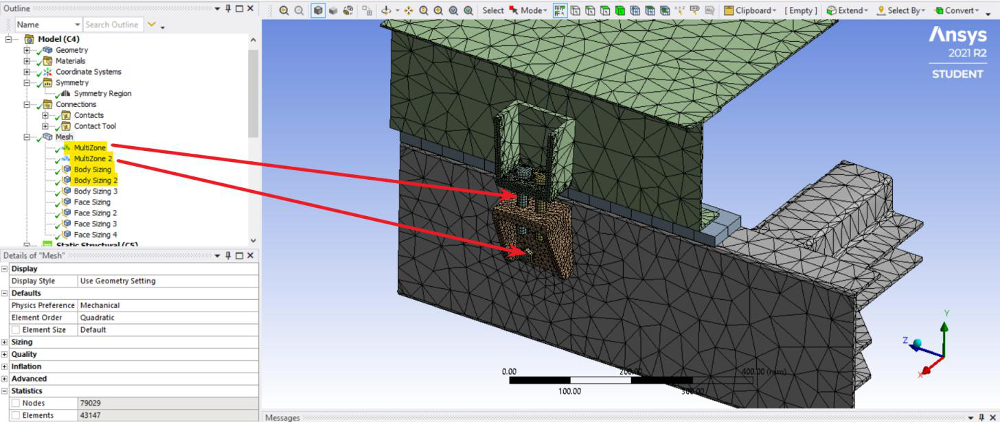 Outline
Name Search Outline
Model (C4)
Geometry
Materials
Coordinate Systems
Symmetry
Symmetry Region
Connections
Contacts
Contact Tool
Mesh
MultiZone
MultiZone 2
Body Sizing
Body Sizing 2
Body Sizing 3
Face Sizing
Face Sizing 2
Face Sizing 3
Face Sizing 4
Static Structural (C5)
Details of "Mesh"
Display
Display Style Use Geometry Setting
Defaults
Physics Preference Mechanical
Element Order Quadratic
Element Size Default
Sizing
Quality
Inflation
Advanced
Statistics
Nodes 79029
Elements 43147
Select Mode Clipboard [ Empty ] Extend Select By Convert
Ansys
2021 R2
STUDENT
Y
Z
X
0.00 200.00 400.00 (mm)
100.00 300.00
Messages